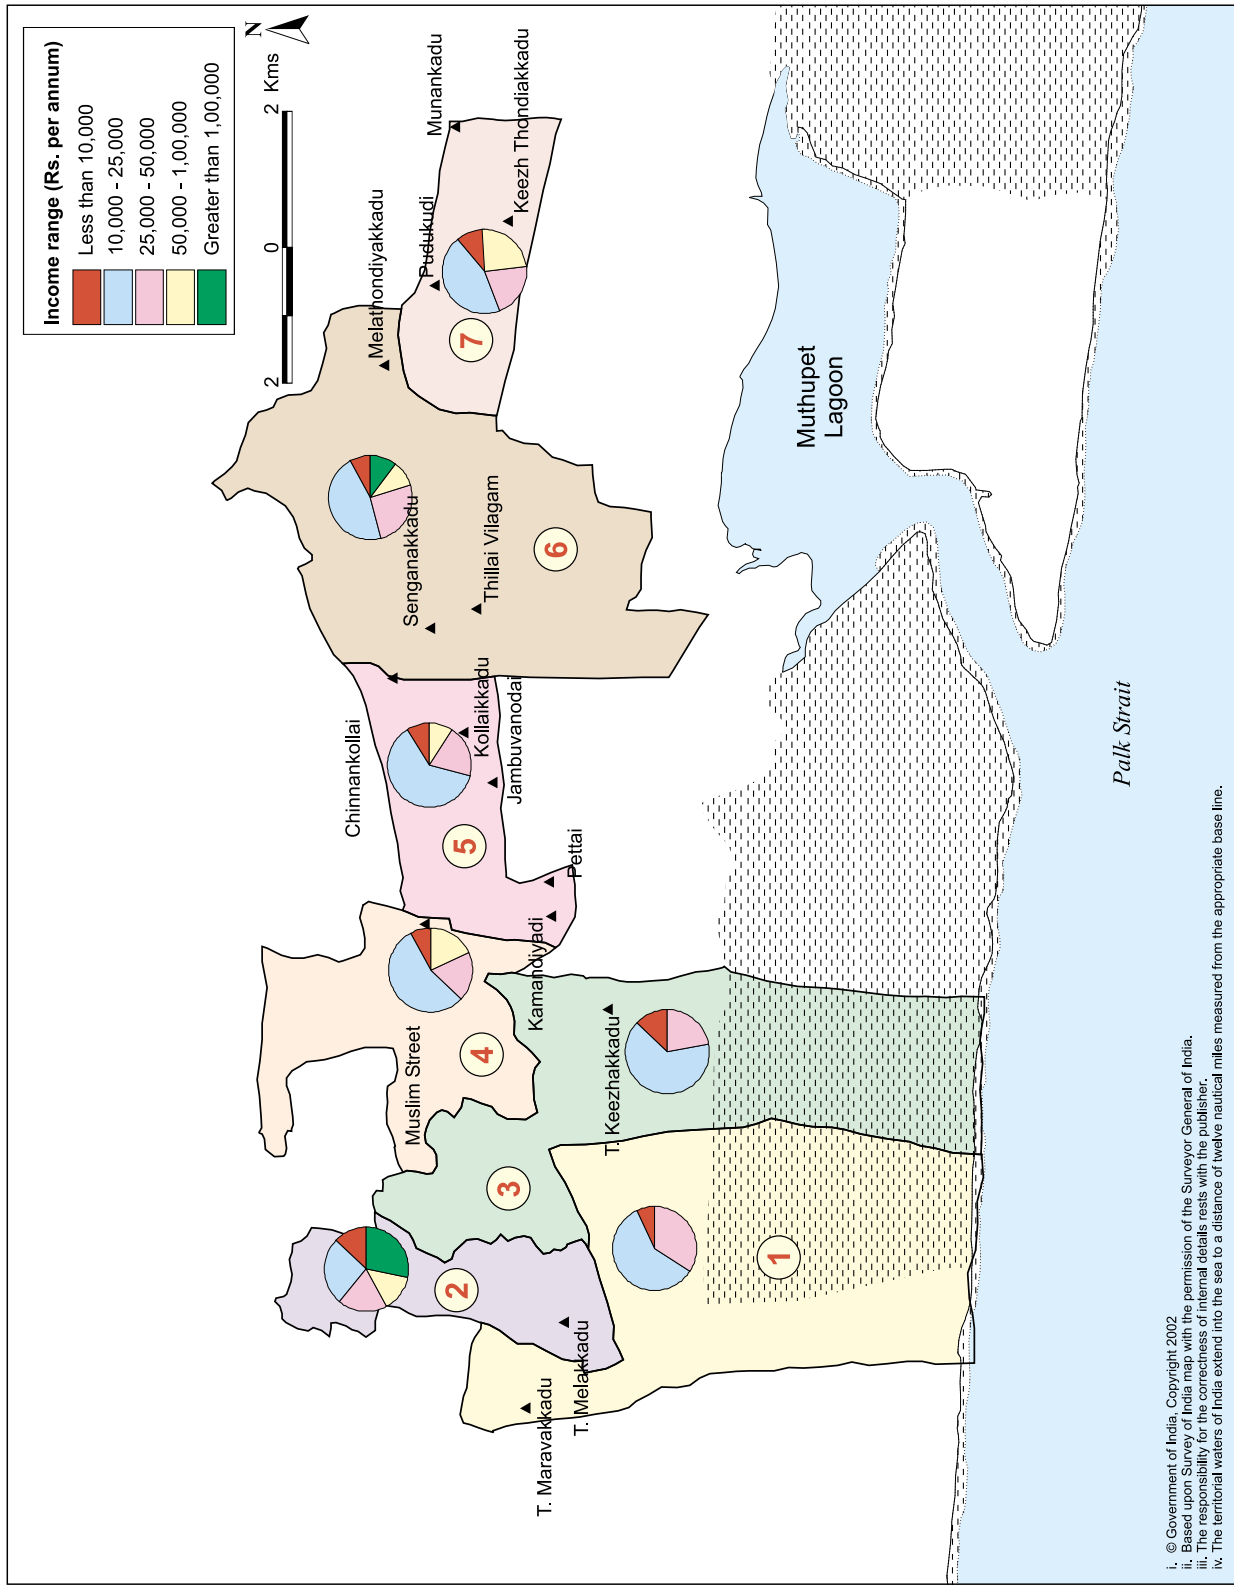 Income range (Rs. per annum)
Less than 10,000
10,000 - 25,000
25,000 - 50,000
50,000 - 1,00,000
Greater than 1,00,000
N
2 0 2 Kms
Munankadu
Keezh Thondiakkadu
Pudukudi
Melathondiyakkadu
7
Senganakkadu
Thillai Vilagam
6
Chinnankollai
Kollaikkadu
Jambuvanodai
5
Pettai
Kamandiyadi
Muslim Street
4
T. Keezhakkadu
3
2
T. Melakkadu
T. Maravakkadu
1
Muthupet
Lagoon
Palk Strait
i. © Government of India, Copyright 2002
ii. Based upon Survey of India map with the permission of the Surveyor General of India.
iii. The responsibility for the correctness of internal details rests with the publisher.
iv. The territorial waters of India extend into the sea to a distance of twelve nautical miles measured from the appropriate base line.